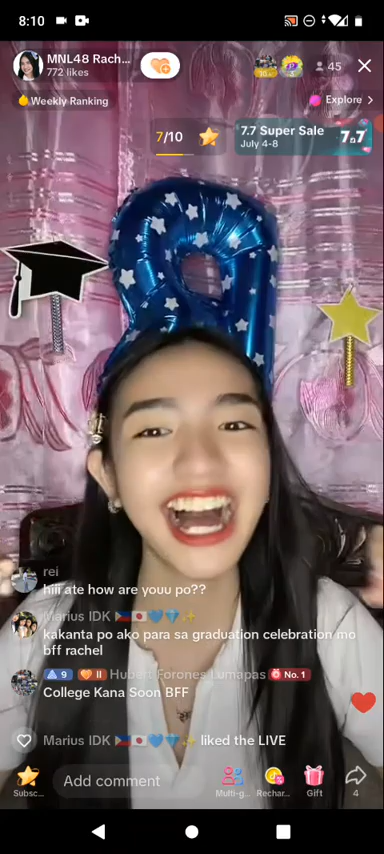 8:10
MNL48 Rach...
772 likes
45
Weekly Ranking
Explore >
7/10
7.7 Super Sale
July 4-8
7.7
rei
hiii ate how are youu po??
Marius IDK 🇵🇭🇯🇵💙💎✨
kakanta po ako para sa graduation celebration mo
bff rachel
9 II Hubert Forones Lumapas No. 1
College Kana Soon BFF
Marius IDK 🇵🇭🇯🇵💙💎✨ liked the LIVE
Add comment
Subsc... Multi-g... Rechar... Gift 4